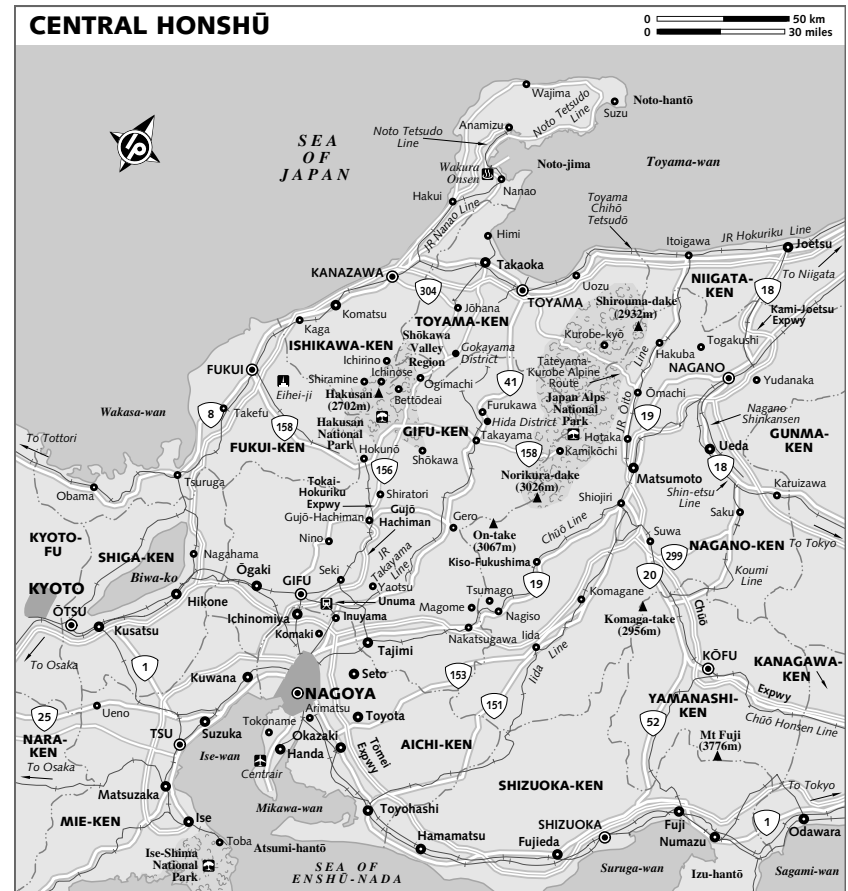 CENTRAL HONSHŪ
0 50 km
0 30 miles
Wajima
Noto-hantō
Suzu
Noto Tetsudo
Line
Anamizu
Noto Tetsudo
Line
SEA
OF
JAPAN
Wakura
Onsen
Noto-jima
Toyama-wan
Nanao
Hakui
JR Nanao Line
Toyama
Chihō
Tetsudō
Himi
JR Hokuriku Line
Itoigawa
Joetsu
Takaoka
To Niigata
KANAZAWA
Uozu
NIIGATA-
KEN
18
304
TOYAMA
Shirouma-dake
(2932m)
Kami-Joetsu
Expwy
Komatsu
Jōhana
TOYAMA-KEN
Kaga
ISHIKAWA-KEN
Shōkawa
Valley
Region
Gokayama
District
Kurobe-kyō
Hakuba
Togakushi
Ichirino
Ichinose
Tateyama-
Kurobe Alpine
Route
NAGANO
FUKUI
Eihei-ji
Shiramine
Ogimachi
Yudanaka
Hakusan
(2702m)
Bettōdeai
41
Japan Alps
National
Park
JR Ōito
Line
Ōmachi
Nagano
Shinkansen
Wakasa-wan
8
Takefu
Furukawa
Hida District
19
GUNMA-
KEN
158
Hakusan
National
Park
GIFU-KEN
Takayama
Hotaka
To Tottori
FUKUI-KEN
Hokunō
Shōkawa
158
Kamikōchi
Ueda
156
Norikura-dake
(3026m)
Matsumoto
18
Tsuruga
Tokai-
Hokuriku
Expwy
Shin-etsu
Line
Karuizawa
Obama
Shiratori
Shiojiri
Gujō-Hachiman
Gujō
Hachiman
Gero
On-take
(3067m)
Chūō Line
Saku
KYOTO-
FU
Nino
Suwa
To Tokyo
SHIGA-KEN
Nagahama
JR
Takayama
Line
Kiso-Fukushima
299
NAGANO-KEN
Biwa-ko
Ōgaki
Seki
Yaotsu
19
20
Koumi
Line
KYOTO
GIFU
Tsumago
Komagane
ŌTSU
Hikone
Unuma
Magome
Nagiso
Komaga-take
(2956m)
Chūō
Expwy
Kusatsu
Ichinomiya
Inuyama
Komaki
Nakatsugawa
Iida
To Osaka
Tajimi
Iida Line
KŌFU
1
Kuwana
Seto
153
KANAGAWA-
KEN
NAGOYA
151
YAMANASHI-
KEN
Chūō Honsen Line
25
Ueno
Arimatsu
Toyota
52
NARA-
KEN
TSU
Suzuka
Tokoname
Okazaki
AICHI-KEN
Mt Fuji
(3776m)
To Osaka
Ise-wan
Handa
Tōmei
Expwy
Centrair
SHIZUOKA-KEN
To Tokyo
Matsuzaka
Mikawa-wan
Toyohashi
MIE-KEN
Ise
SHIZUOKA
Fuji
1
Toba
Atsumi-hantō
Hamamatsu
Fujieda
Numazu
Odawara
Ise-Shima
National
Park
SEA OF
ENSHŪ-NADA
Suruga-wan
Izu-hantō
Sagami-wan